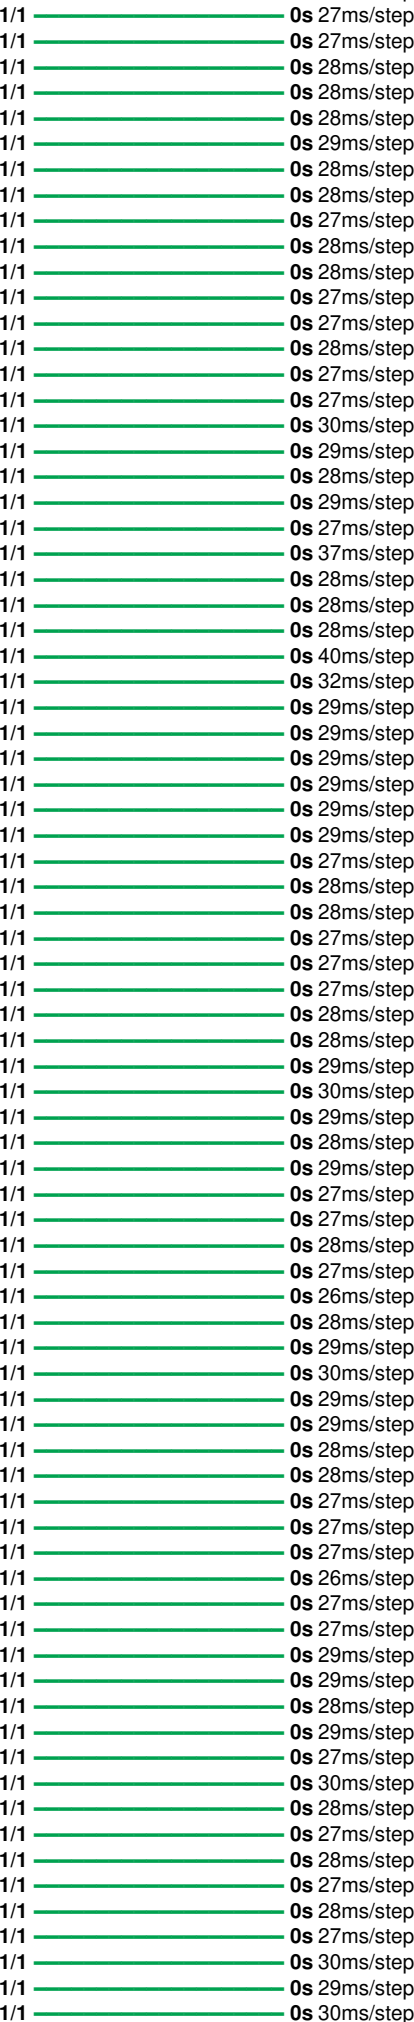 1/1 ━━━━━━━━━━━━━━━━━━━━ 0s 27ms/step
1/1 ━━━━━━━━━━━━━━━━━━━━ 0s 27ms/step
1/1 ━━━━━━━━━━━━━━━━━━━━ 0s 28ms/step
1/1 ━━━━━━━━━━━━━━━━━━━━ 0s 28ms/step
1/1 ━━━━━━━━━━━━━━━━━━━━ 0s 28ms/step
1/1 ━━━━━━━━━━━━━━━━━━━━ 0s 29ms/step
1/1 ━━━━━━━━━━━━━━━━━━━━ 0s 28ms/step
1/1 ━━━━━━━━━━━━━━━━━━━━ 0s 28ms/step
1/1 ━━━━━━━━━━━━━━━━━━━━ 0s 27ms/step
1/1 ━━━━━━━━━━━━━━━━━━━━ 0s 28ms/step
1/1 ━━━━━━━━━━━━━━━━━━━━ 0s 28ms/step
1/1 ━━━━━━━━━━━━━━━━━━━━ 0s 27ms/step
1/1 ━━━━━━━━━━━━━━━━━━━━ 0s 27ms/step
1/1 ━━━━━━━━━━━━━━━━━━━━ 0s 28ms/step
1/1 ━━━━━━━━━━━━━━━━━━━━ 0s 27ms/step
1/1 ━━━━━━━━━━━━━━━━━━━━ 0s 27ms/step
1/1 ━━━━━━━━━━━━━━━━━━━━ 0s 30ms/step
1/1 ━━━━━━━━━━━━━━━━━━━━ 0s 29ms/step
1/1 ━━━━━━━━━━━━━━━━━━━━ 0s 28ms/step
1/1 ━━━━━━━━━━━━━━━━━━━━ 0s 29ms/step
1/1 ━━━━━━━━━━━━━━━━━━━━ 0s 27ms/step
1/1 ━━━━━━━━━━━━━━━━━━━━ 0s 37ms/step
1/1 ━━━━━━━━━━━━━━━━━━━━ 0s 28ms/step
1/1 ━━━━━━━━━━━━━━━━━━━━ 0s 28ms/step
1/1 ━━━━━━━━━━━━━━━━━━━━ 0s 28ms/step
1/1 ━━━━━━━━━━━━━━━━━━━━ 0s 40ms/step
1/1 ━━━━━━━━━━━━━━━━━━━━ 0s 32ms/step
1/1 ━━━━━━━━━━━━━━━━━━━━ 0s 29ms/step
1/1 ━━━━━━━━━━━━━━━━━━━━ 0s 29ms/step
1/1 ━━━━━━━━━━━━━━━━━━━━ 0s 29ms/step
1/1 ━━━━━━━━━━━━━━━━━━━━ 0s 29ms/step
1/1 ━━━━━━━━━━━━━━━━━━━━ 0s 29ms/step
1/1 ━━━━━━━━━━━━━━━━━━━━ 0s 29ms/step
1/1 ━━━━━━━━━━━━━━━━━━━━ 0s 27ms/step
1/1 ━━━━━━━━━━━━━━━━━━━━ 0s 28ms/step
1/1 ━━━━━━━━━━━━━━━━━━━━ 0s 28ms/step
1/1 ━━━━━━━━━━━━━━━━━━━━ 0s 27ms/step
1/1 ━━━━━━━━━━━━━━━━━━━━ 0s 27ms/step
1/1 ━━━━━━━━━━━━━━━━━━━━ 0s 27ms/step
1/1 ━━━━━━━━━━━━━━━━━━━━ 0s 28ms/step
1/1 ━━━━━━━━━━━━━━━━━━━━ 0s 28ms/step
1/1 ━━━━━━━━━━━━━━━━━━━━ 0s 29ms/step
1/1 ━━━━━━━━━━━━━━━━━━━━ 0s 30ms/step
1/1 ━━━━━━━━━━━━━━━━━━━━ 0s 29ms/step
1/1 ━━━━━━━━━━━━━━━━━━━━ 0s 28ms/step
1/1 ━━━━━━━━━━━━━━━━━━━━ 0s 29ms/step
1/1 ━━━━━━━━━━━━━━━━━━━━ 0s 27ms/step
1/1 ━━━━━━━━━━━━━━━━━━━━ 0s 27ms/step
1/1 ━━━━━━━━━━━━━━━━━━━━ 0s 28ms/step
1/1 ━━━━━━━━━━━━━━━━━━━━ 0s 27ms/step
1/1 ━━━━━━━━━━━━━━━━━━━━ 0s 26ms/step
1/1 ━━━━━━━━━━━━━━━━━━━━ 0s 28ms/step
1/1 ━━━━━━━━━━━━━━━━━━━━ 0s 29ms/step
1/1 ━━━━━━━━━━━━━━━━━━━━ 0s 30ms/step
1/1 ━━━━━━━━━━━━━━━━━━━━ 0s 29ms/step
1/1 ━━━━━━━━━━━━━━━━━━━━ 0s 29ms/step
1/1 ━━━━━━━━━━━━━━━━━━━━ 0s 28ms/step
1/1 ━━━━━━━━━━━━━━━━━━━━ 0s 28ms/step
1/1 ━━━━━━━━━━━━━━━━━━━━ 0s 27ms/step
1/1 ━━━━━━━━━━━━━━━━━━━━ 0s 27ms/step
1/1 ━━━━━━━━━━━━━━━━━━━━ 0s 27ms/step
1/1 ━━━━━━━━━━━━━━━━━━━━ 0s 26ms/step
1/1 ━━━━━━━━━━━━━━━━━━━━ 0s 27ms/step
1/1 ━━━━━━━━━━━━━━━━━━━━ 0s 27ms/step
1/1 ━━━━━━━━━━━━━━━━━━━━ 0s 29ms/step
1/1 ━━━━━━━━━━━━━━━━━━━━ 0s 29ms/step
1/1 ━━━━━━━━━━━━━━━━━━━━ 0s 28ms/step
1/1 ━━━━━━━━━━━━━━━━━━━━ 0s 29ms/step
1/1 ━━━━━━━━━━━━━━━━━━━━ 0s 27ms/step
1/1 ━━━━━━━━━━━━━━━━━━━━ 0s 30ms/step
1/1 ━━━━━━━━━━━━━━━━━━━━ 0s 28ms/step
1/1 ━━━━━━━━━━━━━━━━━━━━ 0s 27ms/step
1/1 ━━━━━━━━━━━━━━━━━━━━ 0s 28ms/step
1/1 ━━━━━━━━━━━━━━━━━━━━ 0s 27ms/step
1/1 ━━━━━━━━━━━━━━━━━━━━ 0s 28ms/step
1/1 ━━━━━━━━━━━━━━━━━━━━ 0s 27ms/step
1/1 ━━━━━━━━━━━━━━━━━━━━ 0s 30ms/step
1/1 ━━━━━━━━━━━━━━━━━━━━ 0s 29ms/step
1/1 ━━━━━━━━━━━━━━━━━━━━ 0s 30ms/step